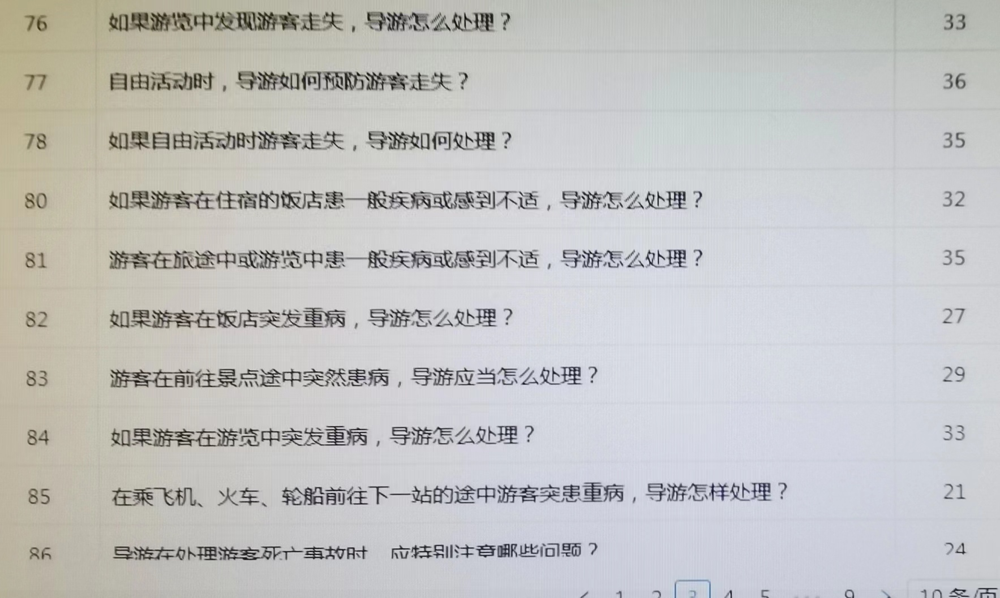 76 如果游览中发现游客走失，导游怎么处理？ 33
77 自由活动时，导游如何预防游客走失？ 36
78 如果自由活动时游客走失，导游如何处理？ 35
80 如果游客在住宿的饭店患一般疾病或感到不适，导游怎么处理？ 32
81 游客在旅途中或游览中患一般疾病或感到不适，导游怎么处理？ 35
82 如果游客在饭店突发重病，导游怎么处理？ 27
83 游客在前往景点途中突然患病，导游应当怎么处理？ 29
84 如果游客在游览中突发重病，导游怎么处理？ 33
85 在乘飞机、火车、轮船前往下一站的途中游客突患重病，导游怎样处理？ 21
86 导游在处理游客死亡事故时 应特别注意哪些问题？ 24
< 1 2 3 4 5 ··· 9 > 10 条/页